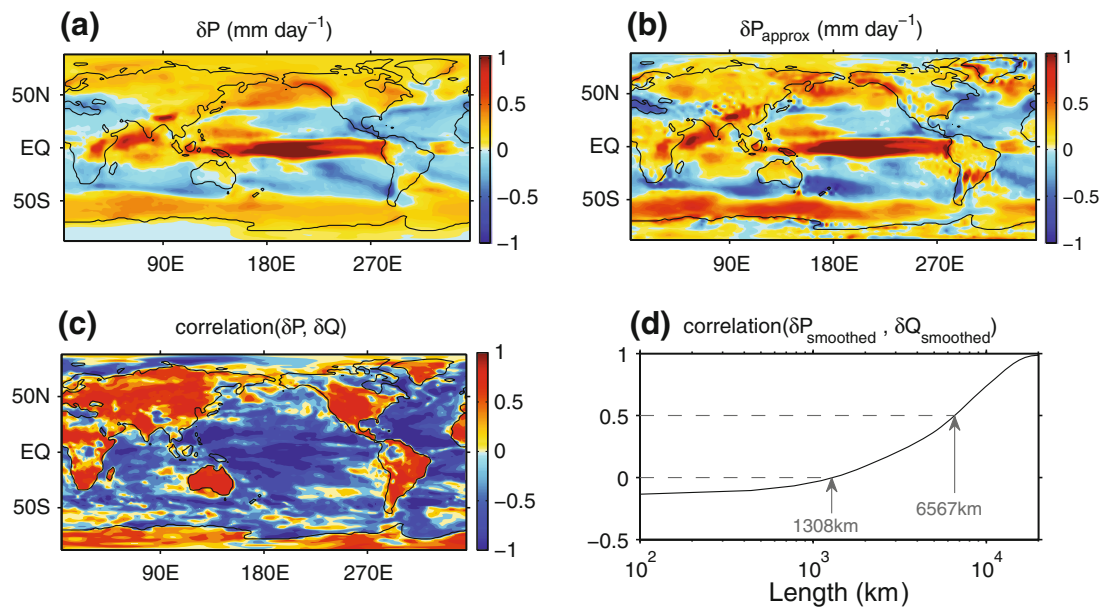 (a) δP (mm day⁻¹)
50N
EQ
50S
90E 180E 270E
1
0.5
0
−0.5
−1
(b) δP_approx (mm day⁻¹)
50N
EQ
50S
90E 180E 270E
1
0.5
0
−0.5
−1
(c) correlation(δP, δQ)
50N
EQ
50S
90E 180E 270E
1
0.5
0
−0.5
−1
(d) correlation(δP_smoothed , δQ_smoothed)
1
0.5
0
−0.5
1308km
6567km
10² 10³ 10⁴
Length (km)